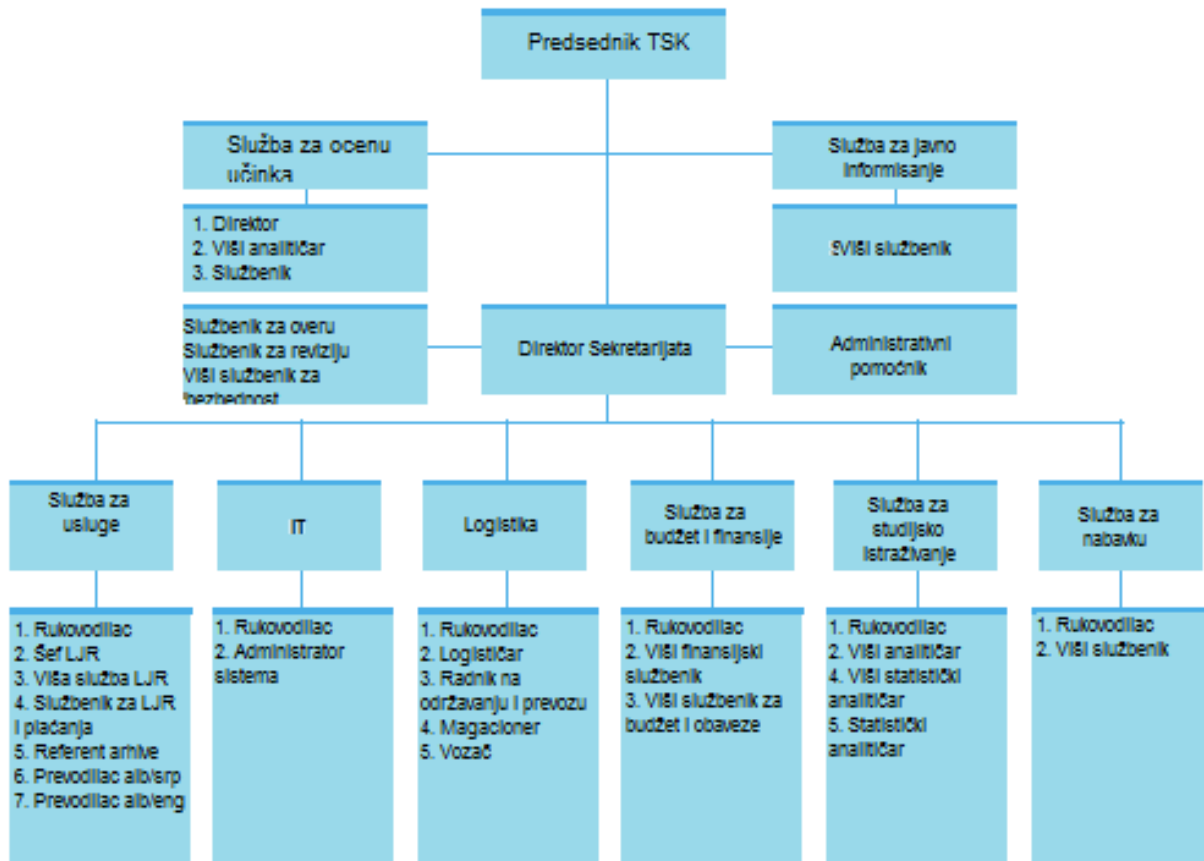 Predsednik TSK
Služba za ocenu
učinka
Služba za javno
informisanje
1. Direktor
2. Viši analitičar
3. Službenik
Viši službenik
Službenik za overu
Službenik za reviziju
Viši službenik za
bezbednost
Direktor Sekretarijata
Administrativni
pomoćnik
Služba za
usluge
IT
Logistika
Služba za
budžet i finansije
Služba za
studijsko
istraživanje
Služba za
nabavku
1. Rukovodilac
2. Šef LJR
3. Viša služba LJR
4. Službenik za LJR
i plaćanja
5. Referent arhive
6. Prevodilac alb/srp
7. Prevodilac alb/eng
1. Rukovodilac
2. Administrator
sistema
1. Rukovodilac
2. Logističar
3. Radnik na
održavanju i prevozu
4. Magacioner
5. Vozač
1. Rukovodilac
2. Viši finansijski
službenik
3. Viši službenik za
budžet i obaveze
1. Rukovodilac
2. Viši analitičar
4. Viši statistički
analitičar
5. Statistički
analitičar
1. Rukovodilac
2. Viši službenik